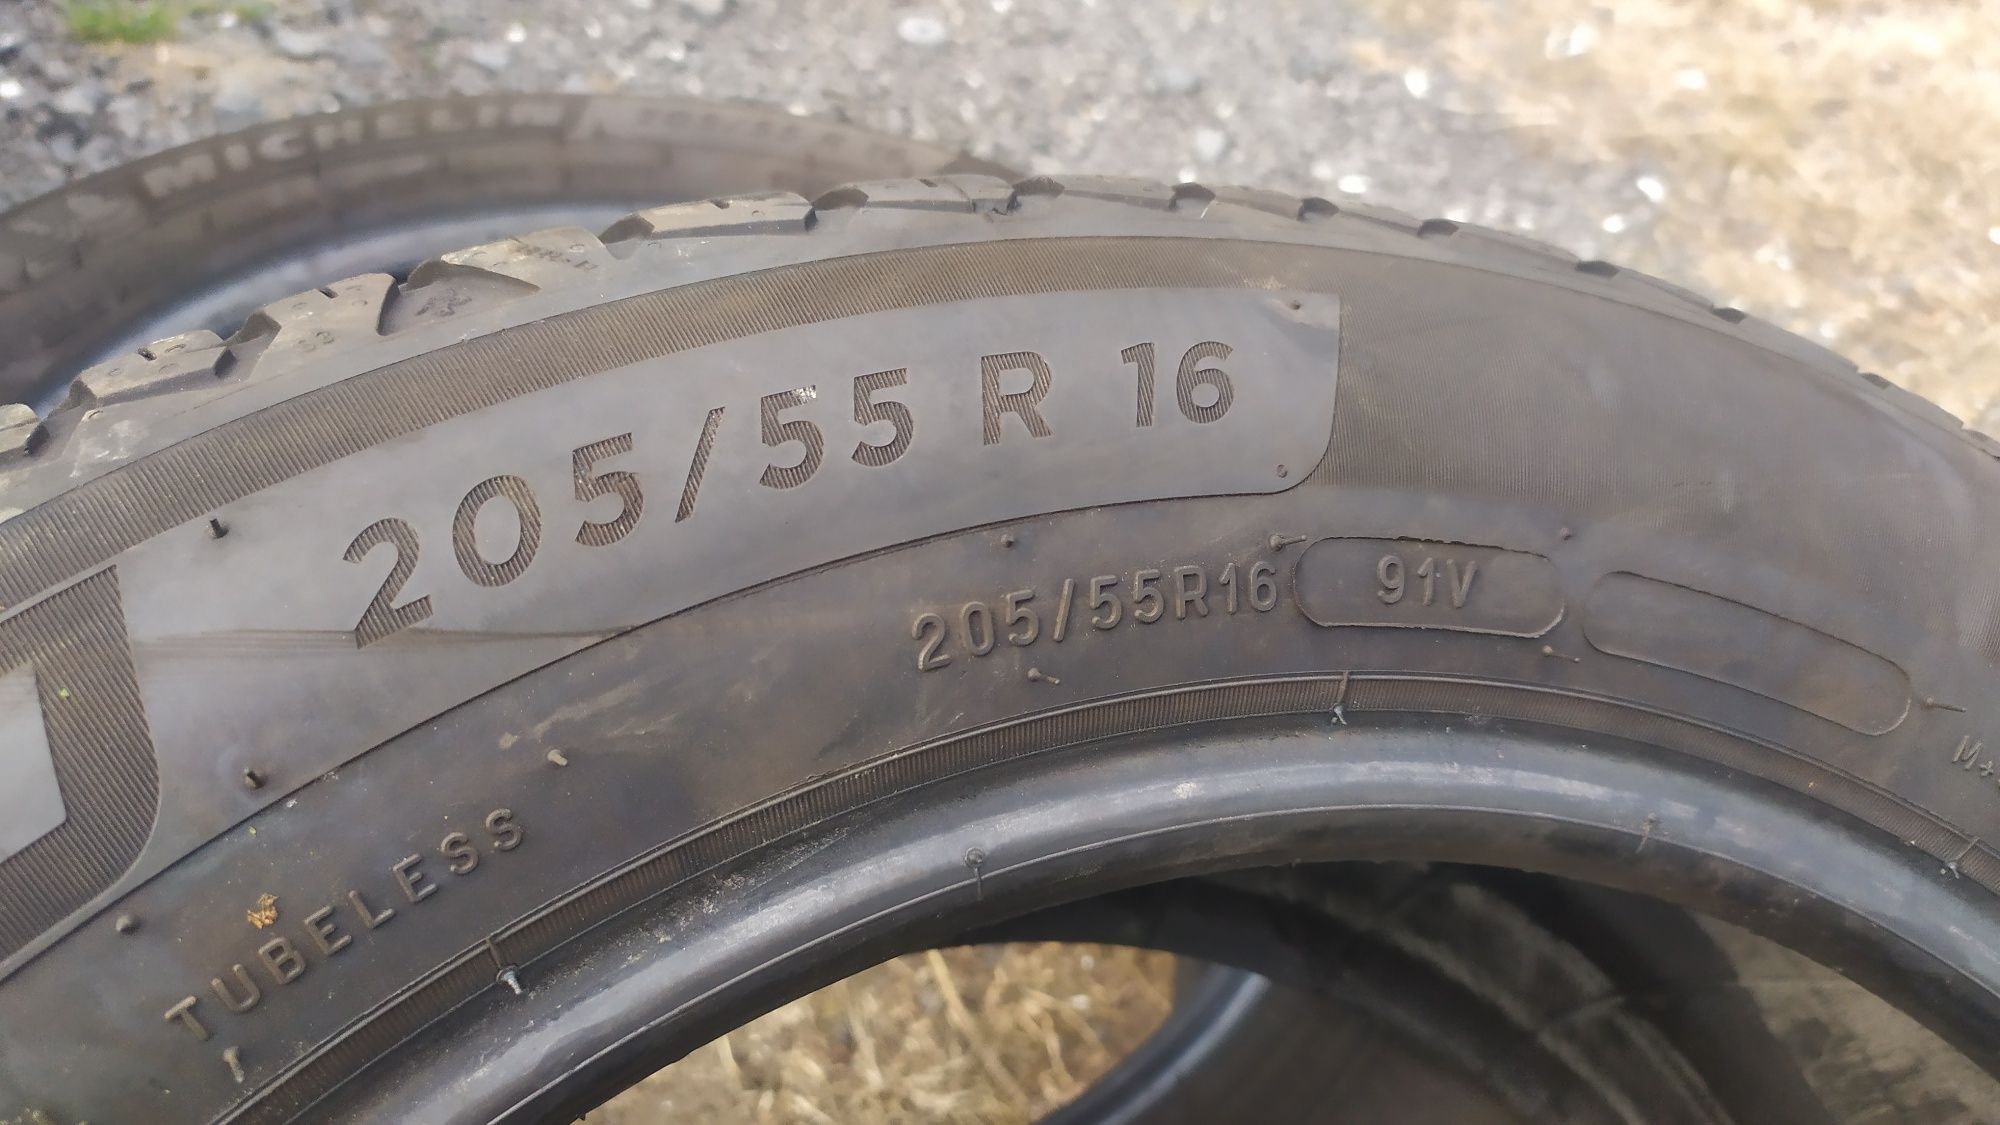 MICHELIN
205/55 R 16
205/55R16 91V
TUBELESS
M+